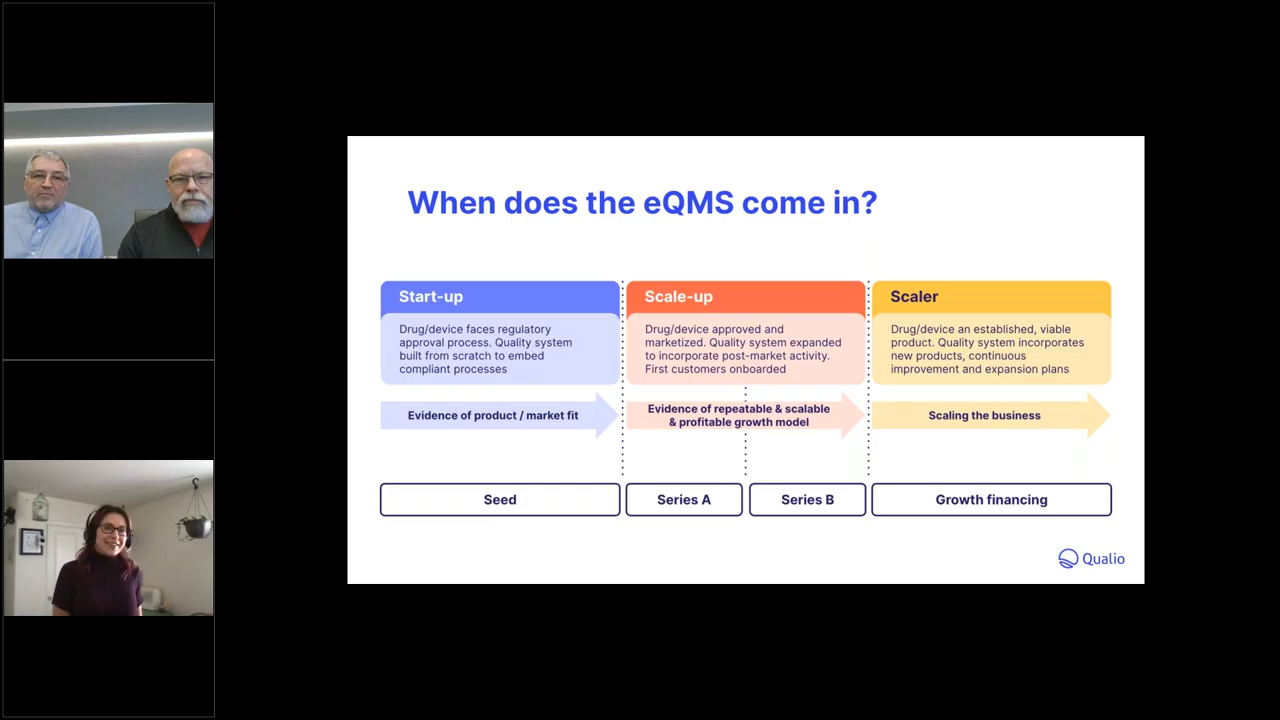 When does the eQMS come in?
Start-up
Drug/device faces regulatory
approval process. Quality system
built from scratch to embed
compliant processes
Scale-up
Drug/device approved and
marketized. Quality system expanded
to incorporate post-market activity.
First customers onboarded
Scaler
Drug/device an established, viable
product. Quality system incorporates
new products, continuous
improvement and expansion plans
Evidence of product / market fit
Evidence of repeatable & scalable
& profitable growth model
Scaling the business
Seed
Series A
Series B
Growth financing
Qualio